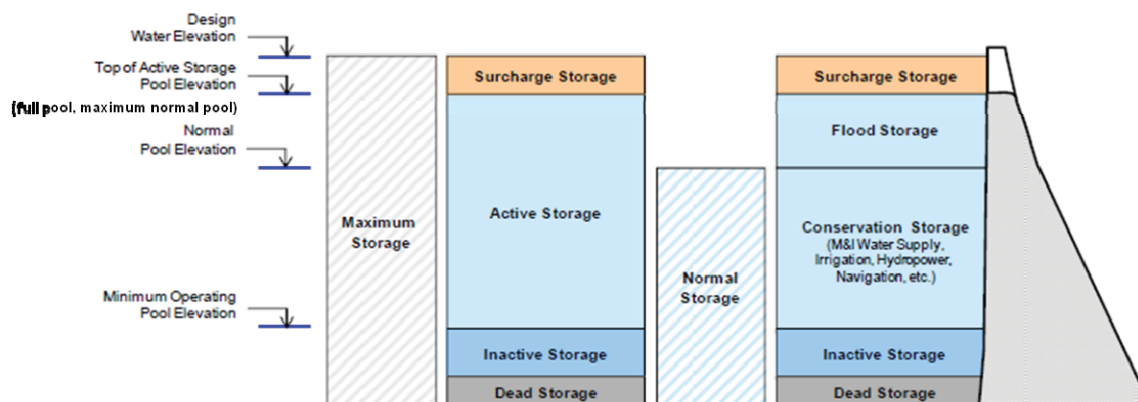 Design
Water Elevation
Top of Active Storage
Pool Elevation
(full pool, maximum normal pool)
Normal
Pool Elevation
Minimum Operating
Pool Elevation
Maximum
Storage
Surcharge Storage
Active Storage
Inactive Storage
Dead Storage
Normal
Storage
Surcharge Storage
Flood Storage
Conservation Storage
(M&I Water Supply,
Irrigation, Hydropower,
Navigation, etc.)
Inactive Storage
Dead Storage